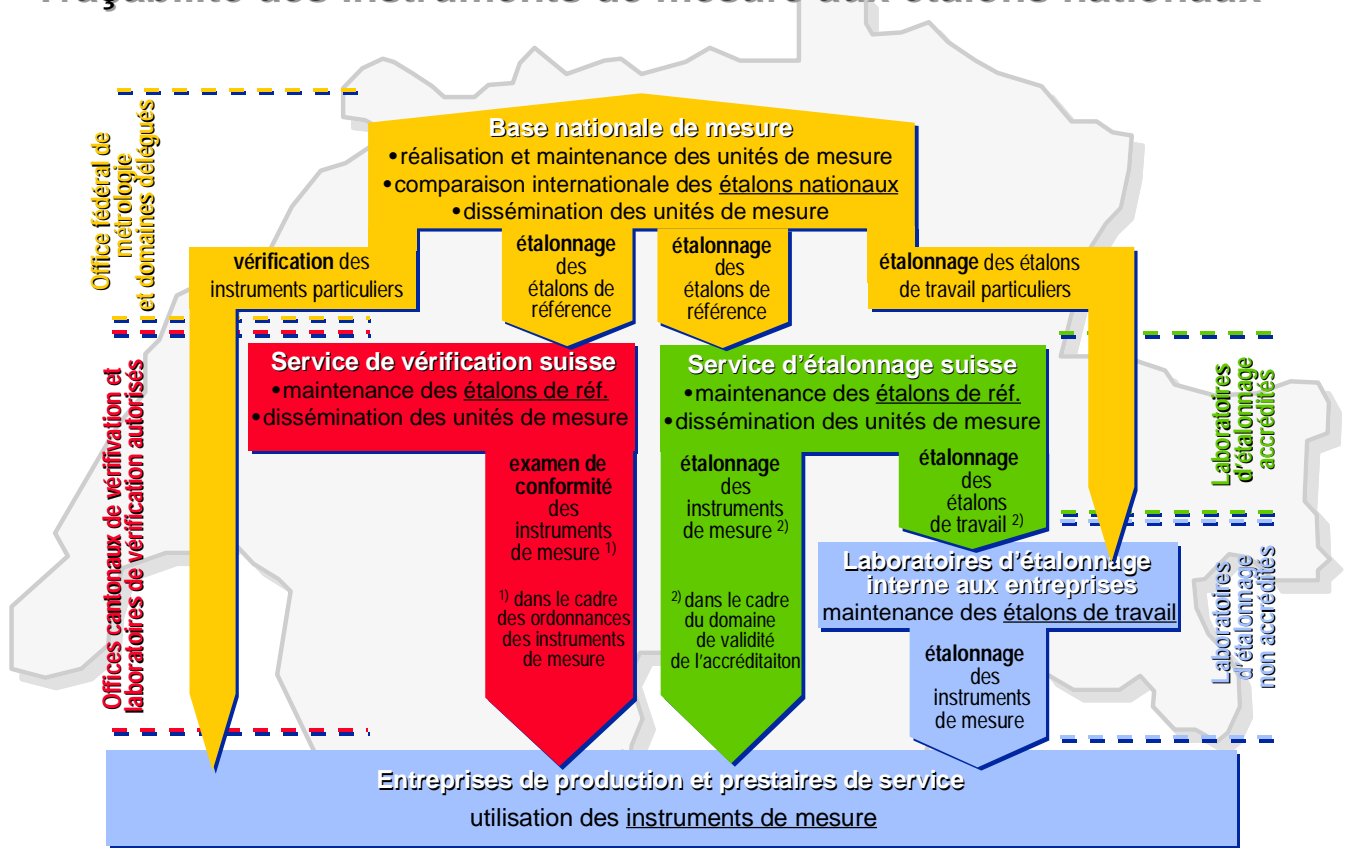 Traçabilité des instruments de mesure aux étalons nationaux
Office fédéral de
métrologie
et domaines délégués
Base nationale de mesure
•réalisation et maintenance des unités de mesure
•comparaison internationale des étalons nationaux
•dissémination des unités de mesure
vérification des
instruments particuliers
étalonnage
des
étalons de
référence
étalonnage
des
étalons de
référence
étalonnage des étalons
de travail particuliers
Offices cantonaux de vérifivation et
laboratoires de vérification autorisés
Service de vérification suisse
•maintenance des étalons de réf.
•dissémination des unités de mesure
Service d'étalonnage suisse
•maintenance des étalons de réf.
•dissémination des unités de mesure
Laboratoires
d'étalonnage
accrédités
examen de
conformité
des
instruments
de mesure 1)
1) dans le cadre
des ordonnances
des instruments
de mesure
étalonnage
des
instruments
de mesure 2)
2) dans le cadre
du domaine
de validité
de l'accréditaiton
étalonnage
des
étalons
de travail 2)
Laboratoires d'étalonnage
interne aux entreprises
maintenance des étalons de travail
Laboratoires
d'étalonnage
non accrédités
étalonnage
des
instruments
de mesure
Entreprises de production et prestaires de service
utilisation des instruments de mesure